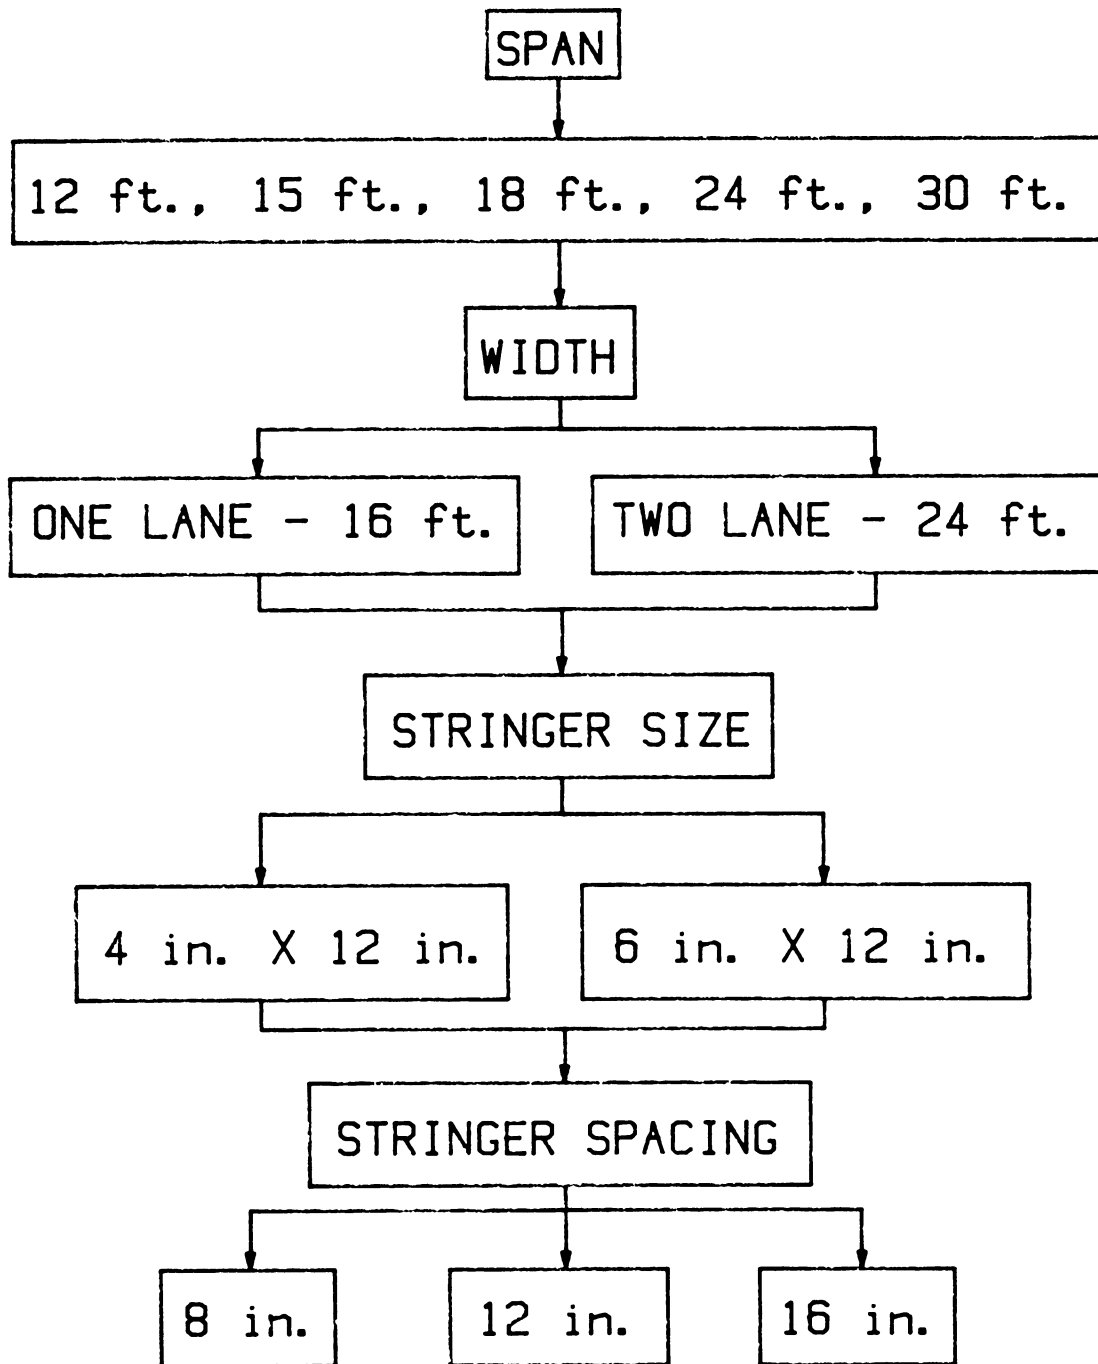 SPAN
12 ft., 15 ft., 18 ft., 24 ft., 30 ft.
WIDTH
ONE LANE - 16 ft.
TWO LANE - 24 ft.
STRINGER SIZE
4 in. X 12 in.
6 in. X 12 in.
STRINGER SPACING
8 in.
12 in.
16 in.